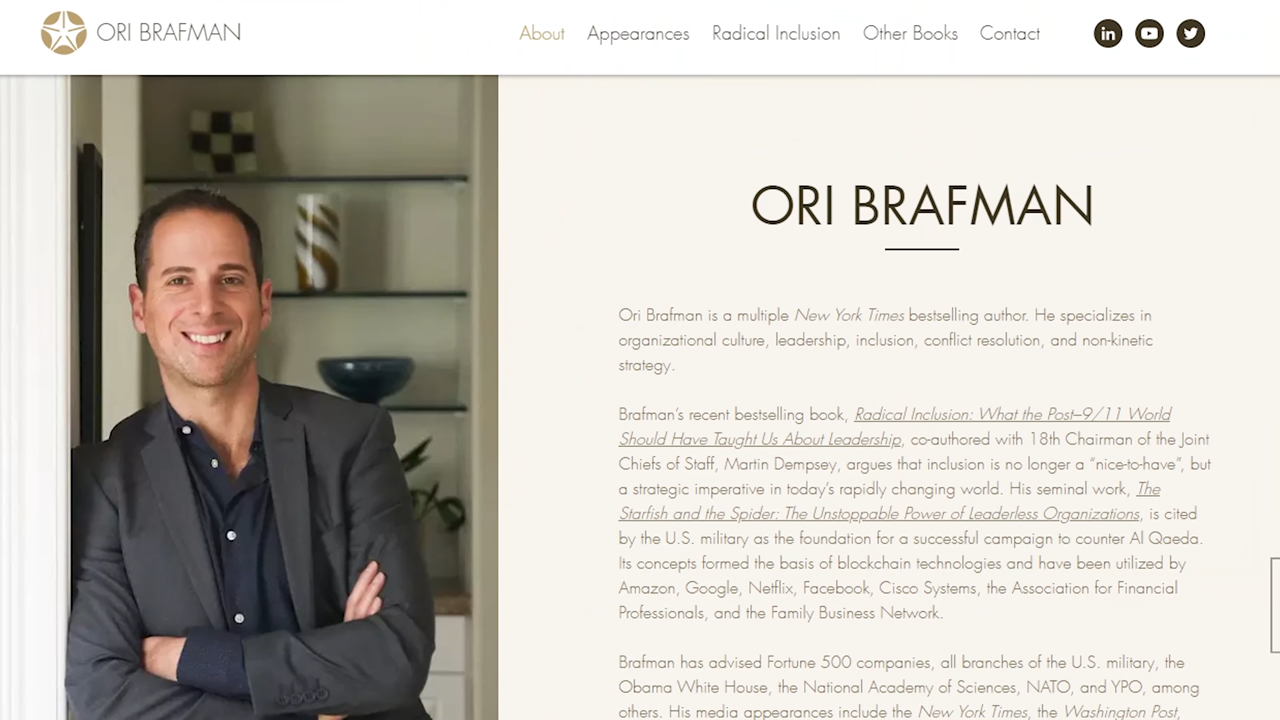 ORI BRAFMAN
About Appearances Radical Inclusion Other Books Contact
in
ORI BRAFMAN
Ori Brafman is a multiple New York Times bestselling author. He specializes in
organizational culture, leadership, inclusion, conflict resolution, and non-kinetic
strategy.
Brafman’s recent bestselling book, Radical Inclusion: What the Post–9/11 World
Should Have Taught Us About Leadership, co-authored with 18th Chairman of the Joint
Chiefs of Staff, Martin Dempsey, argues that inclusion is no longer a “nice-to-have”, but
a strategic imperative in today’s rapidly changing world. His seminal work, The
Starfish and the Spider: The Unstoppable Power of Leaderless Organizations, is cited
by the U.S. military as the foundation for a successful campaign to counter Al Qaeda.
Its concepts formed the basis of blockchain technologies and have been utilized by
Amazon, Google, Netflix, Facebook, Cisco Systems, the Association for Financial
Professionals, and the Family Business Network.
Brafman has advised Fortune 500 companies, all branches of the U.S. military, the
Obama White House, the National Academy of Sciences, NATO, and YPO, among
others. His media appearances include the New York Times, the Washington Post,